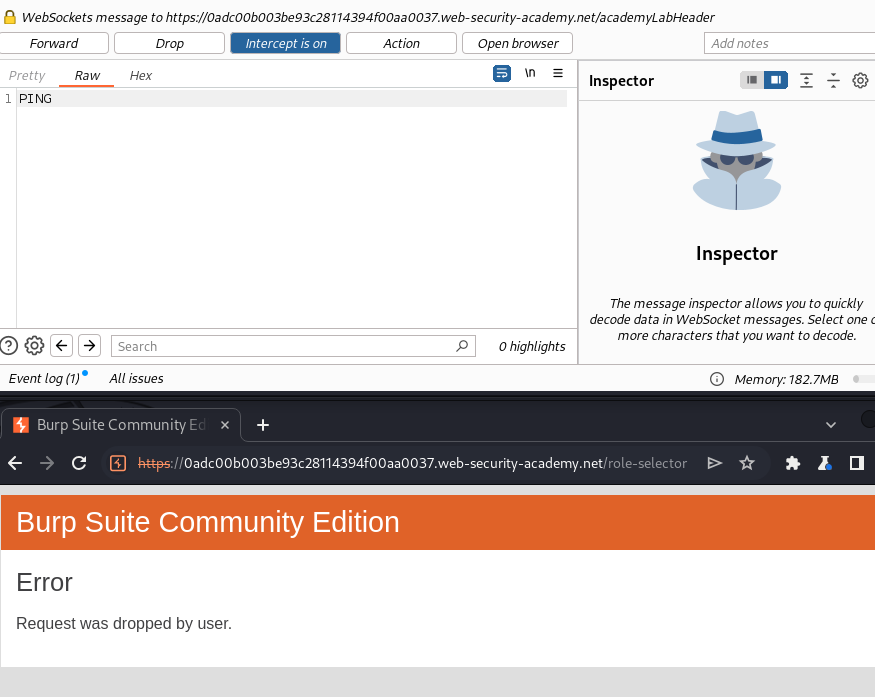 WebSockets message to https://0adc00b003be93c28114394f00aa0037.web-security-academy.net/academyLabHeader
Forward Drop Intercept is on Action Open browser Add notes
Pretty Raw Hex \n Inspector
1 PING
Inspector
The message inspector allows you to quickly
decode data in WebSocket messages. Select one
more characters that you want to decode.
Search 0 highlights
Event log (1) All issues Memory: 182.7MB
Burp Suite Community Ed
https://0adc00b003be93c28114394f00aa0037.web-security-academy.net/role-selector
Burp Suite Community Edition
Error
Request was dropped by user.